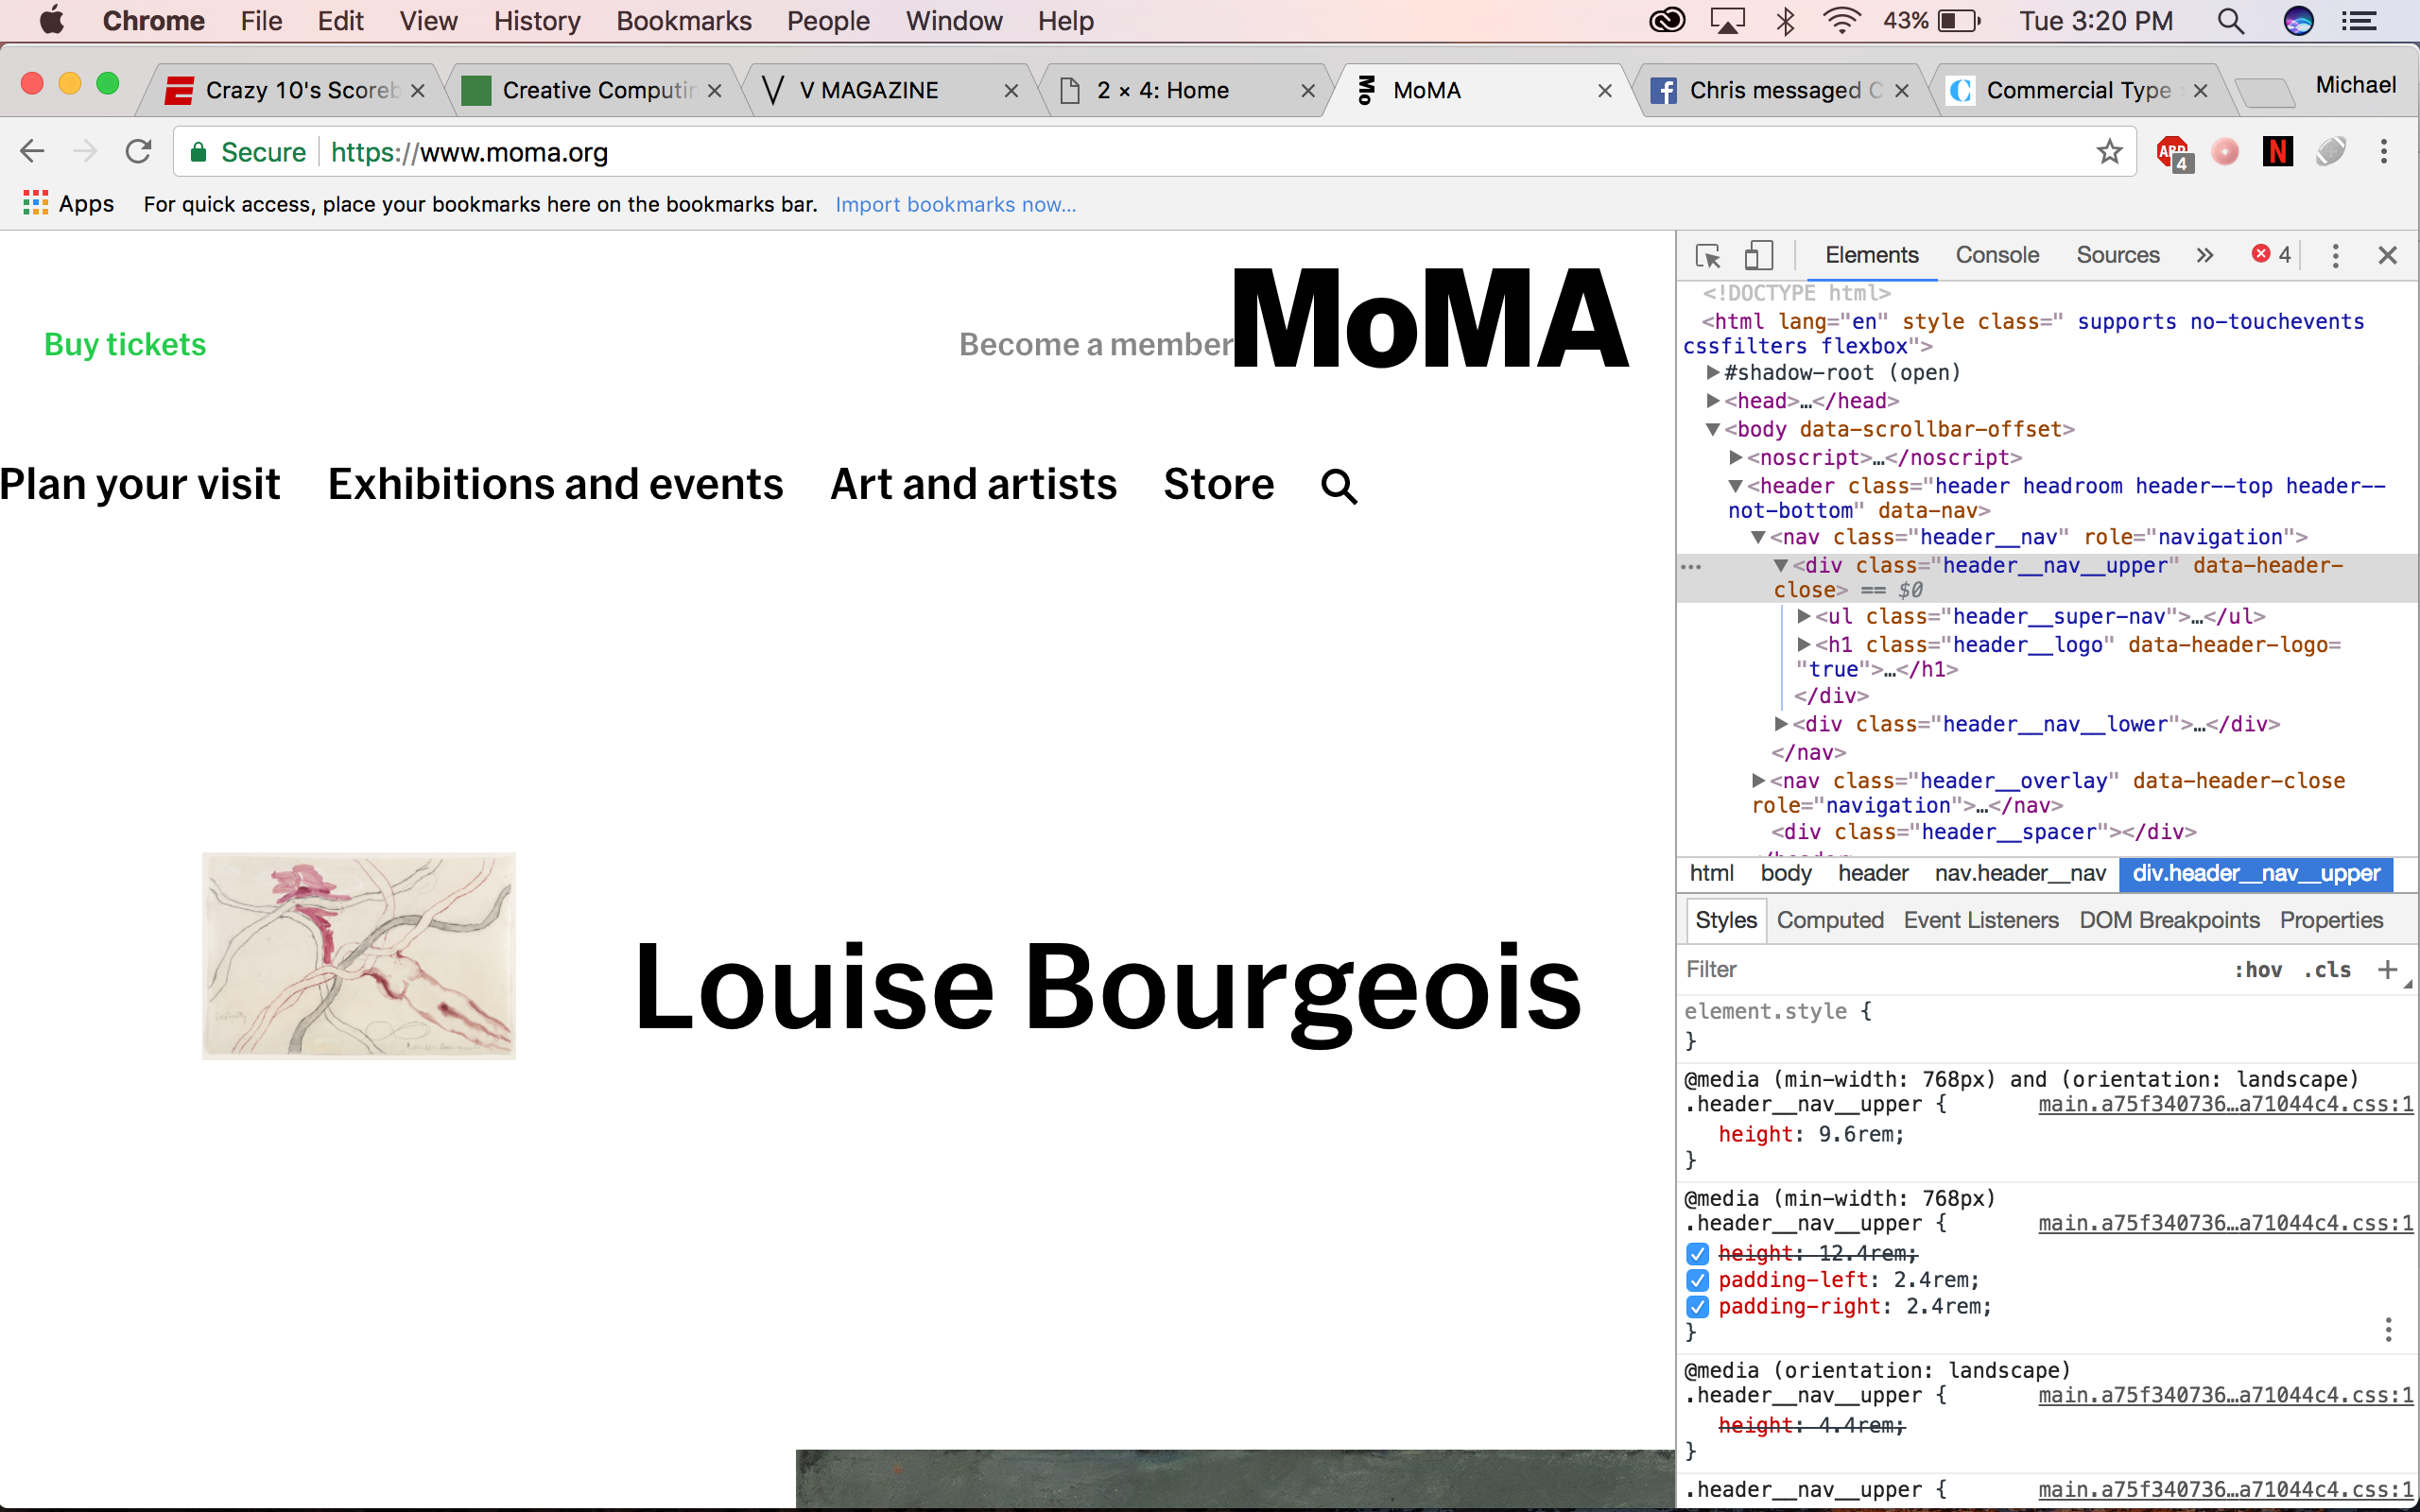 Chrome File Edit View History Bookmarks People Window Help 43% Tue 3:20 PM
Crazy 10's Scoreb Creative Computin V MAGAZINE 2 × 4: Home MoMA Chris messaged C Commercial Type Michael
Secure https://www.moma.org ABP 4 N
Apps For quick access, place your bookmarks here on the bookmarks bar. Import bookmarks now...
Buy tickets Become a member MoMA
Plan your visit Exhibitions and events Art and artists Store
Louise Bourgeois
Elements Console Sources » 4
<!DOCTYPE html>
<html lang="en" style class=" supports no-touchevents
cssfilters flexbox">
#shadow-root (open)
<head>…</head>
<body data-scrollbar-offset>
<noscript>…</noscript>
<header class="header headroom header--top header--
not-bottom" data-nav>
<nav class="header__nav" role="navigation">
<div class="header__nav__upper" data-header-
close> == $0
<ul class="header__super-nav">…</ul>
<h1 class="header__logo" data-header-logo=
"true">…</h1>
</div>
<div class="header__nav__lower">…</div>
</nav>
<nav class="header__overlay" data-header-close
role="navigation">…</nav>
<div class="header__spacer"></div>
html body header nav.header__nav div.header__nav__upper
Styles Computed Event Listeners DOM Breakpoints Properties
Filter :hov .cls +
element.style {
}
@media (min-width: 768px) and (orientation: landscape)
.header__nav__upper { main.a75f340736…a71044c4.css:1
height: 9.6rem;
}
@media (min-width: 768px)
.header__nav__upper { main.a75f340736…a71044c4.css:1
height: 12.4rem;
padding-left: 2.4rem;
padding-right: 2.4rem;
}
@media (orientation: landscape)
.header__nav__upper { main.a75f340736…a71044c4.css:1
height: 4.4rem;
}
.header__nav__upper { main.a75f340736…a71044c4.css:1